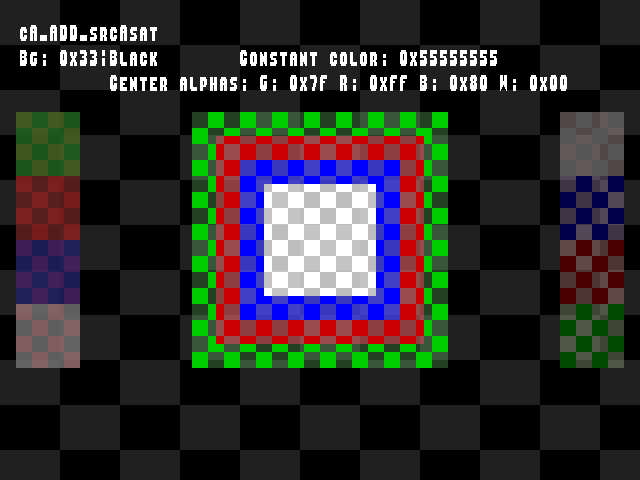 cA_ADD_srcAsat
Bg: 0x33¦Black Constant color: 0x55555555
Center alphas: G: 0x7f R: 0xff B: 0x80 W: 0x00